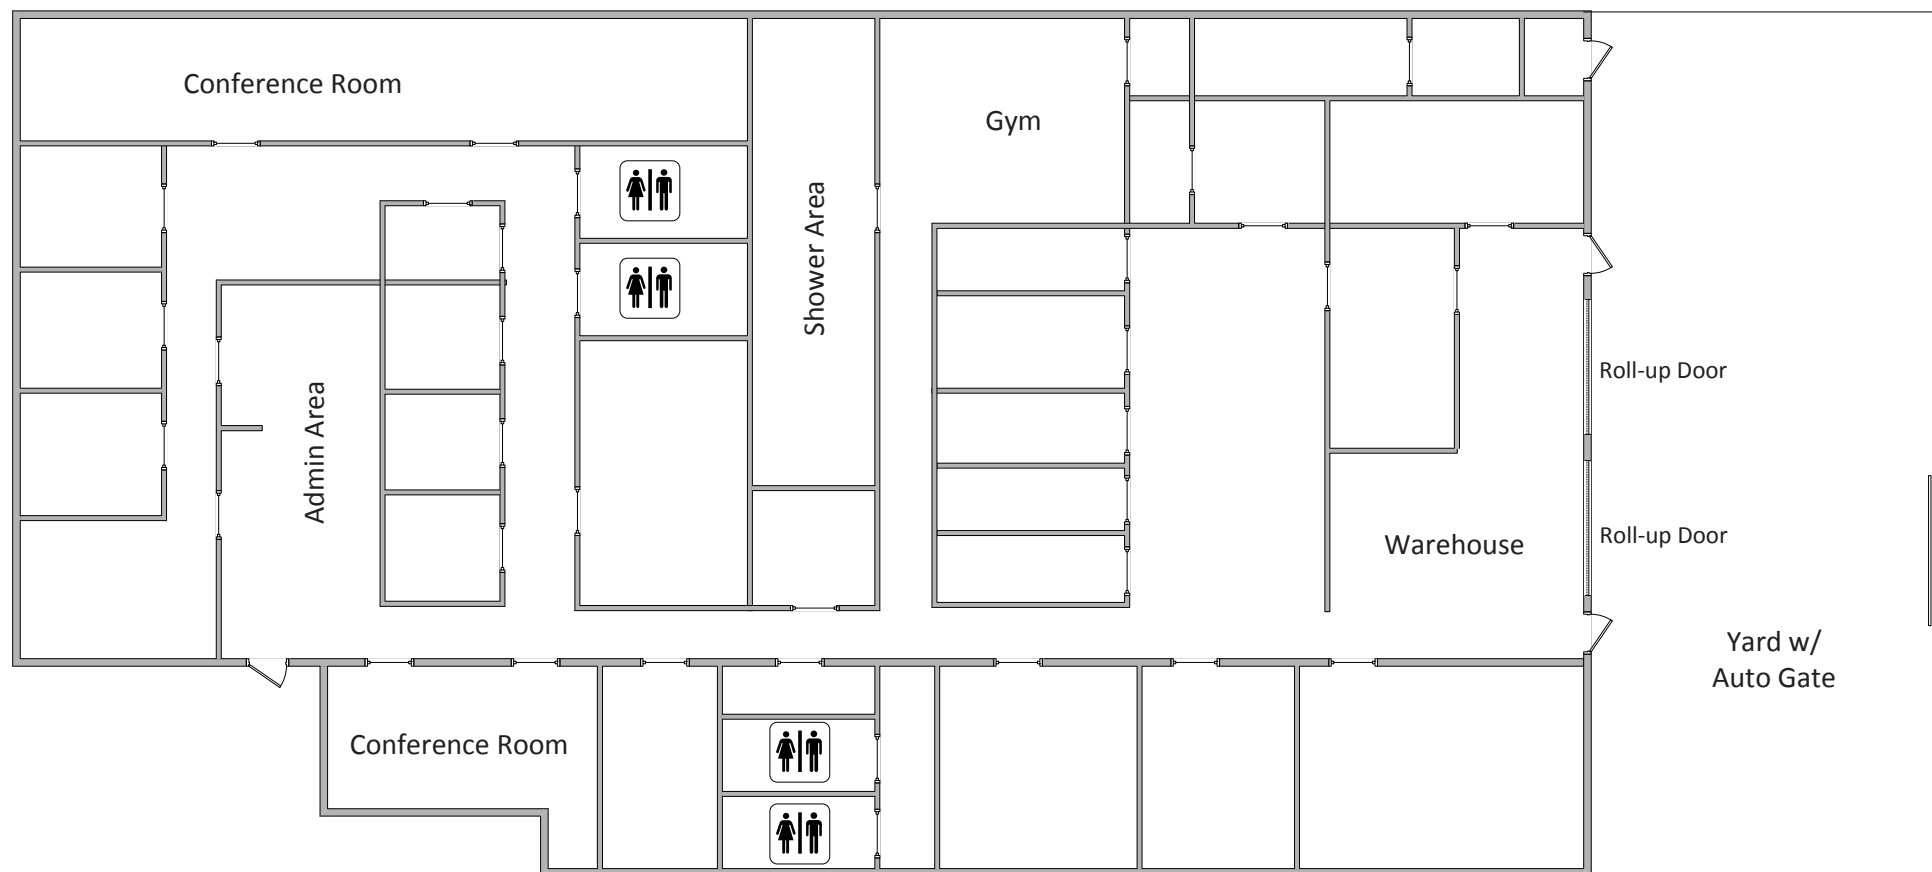 Conference Room
Gym
Shower Area
Admin Area
Roll-up Door
Roll-up Door
Warehouse
Yard w/
Auto Gate
Conference Room